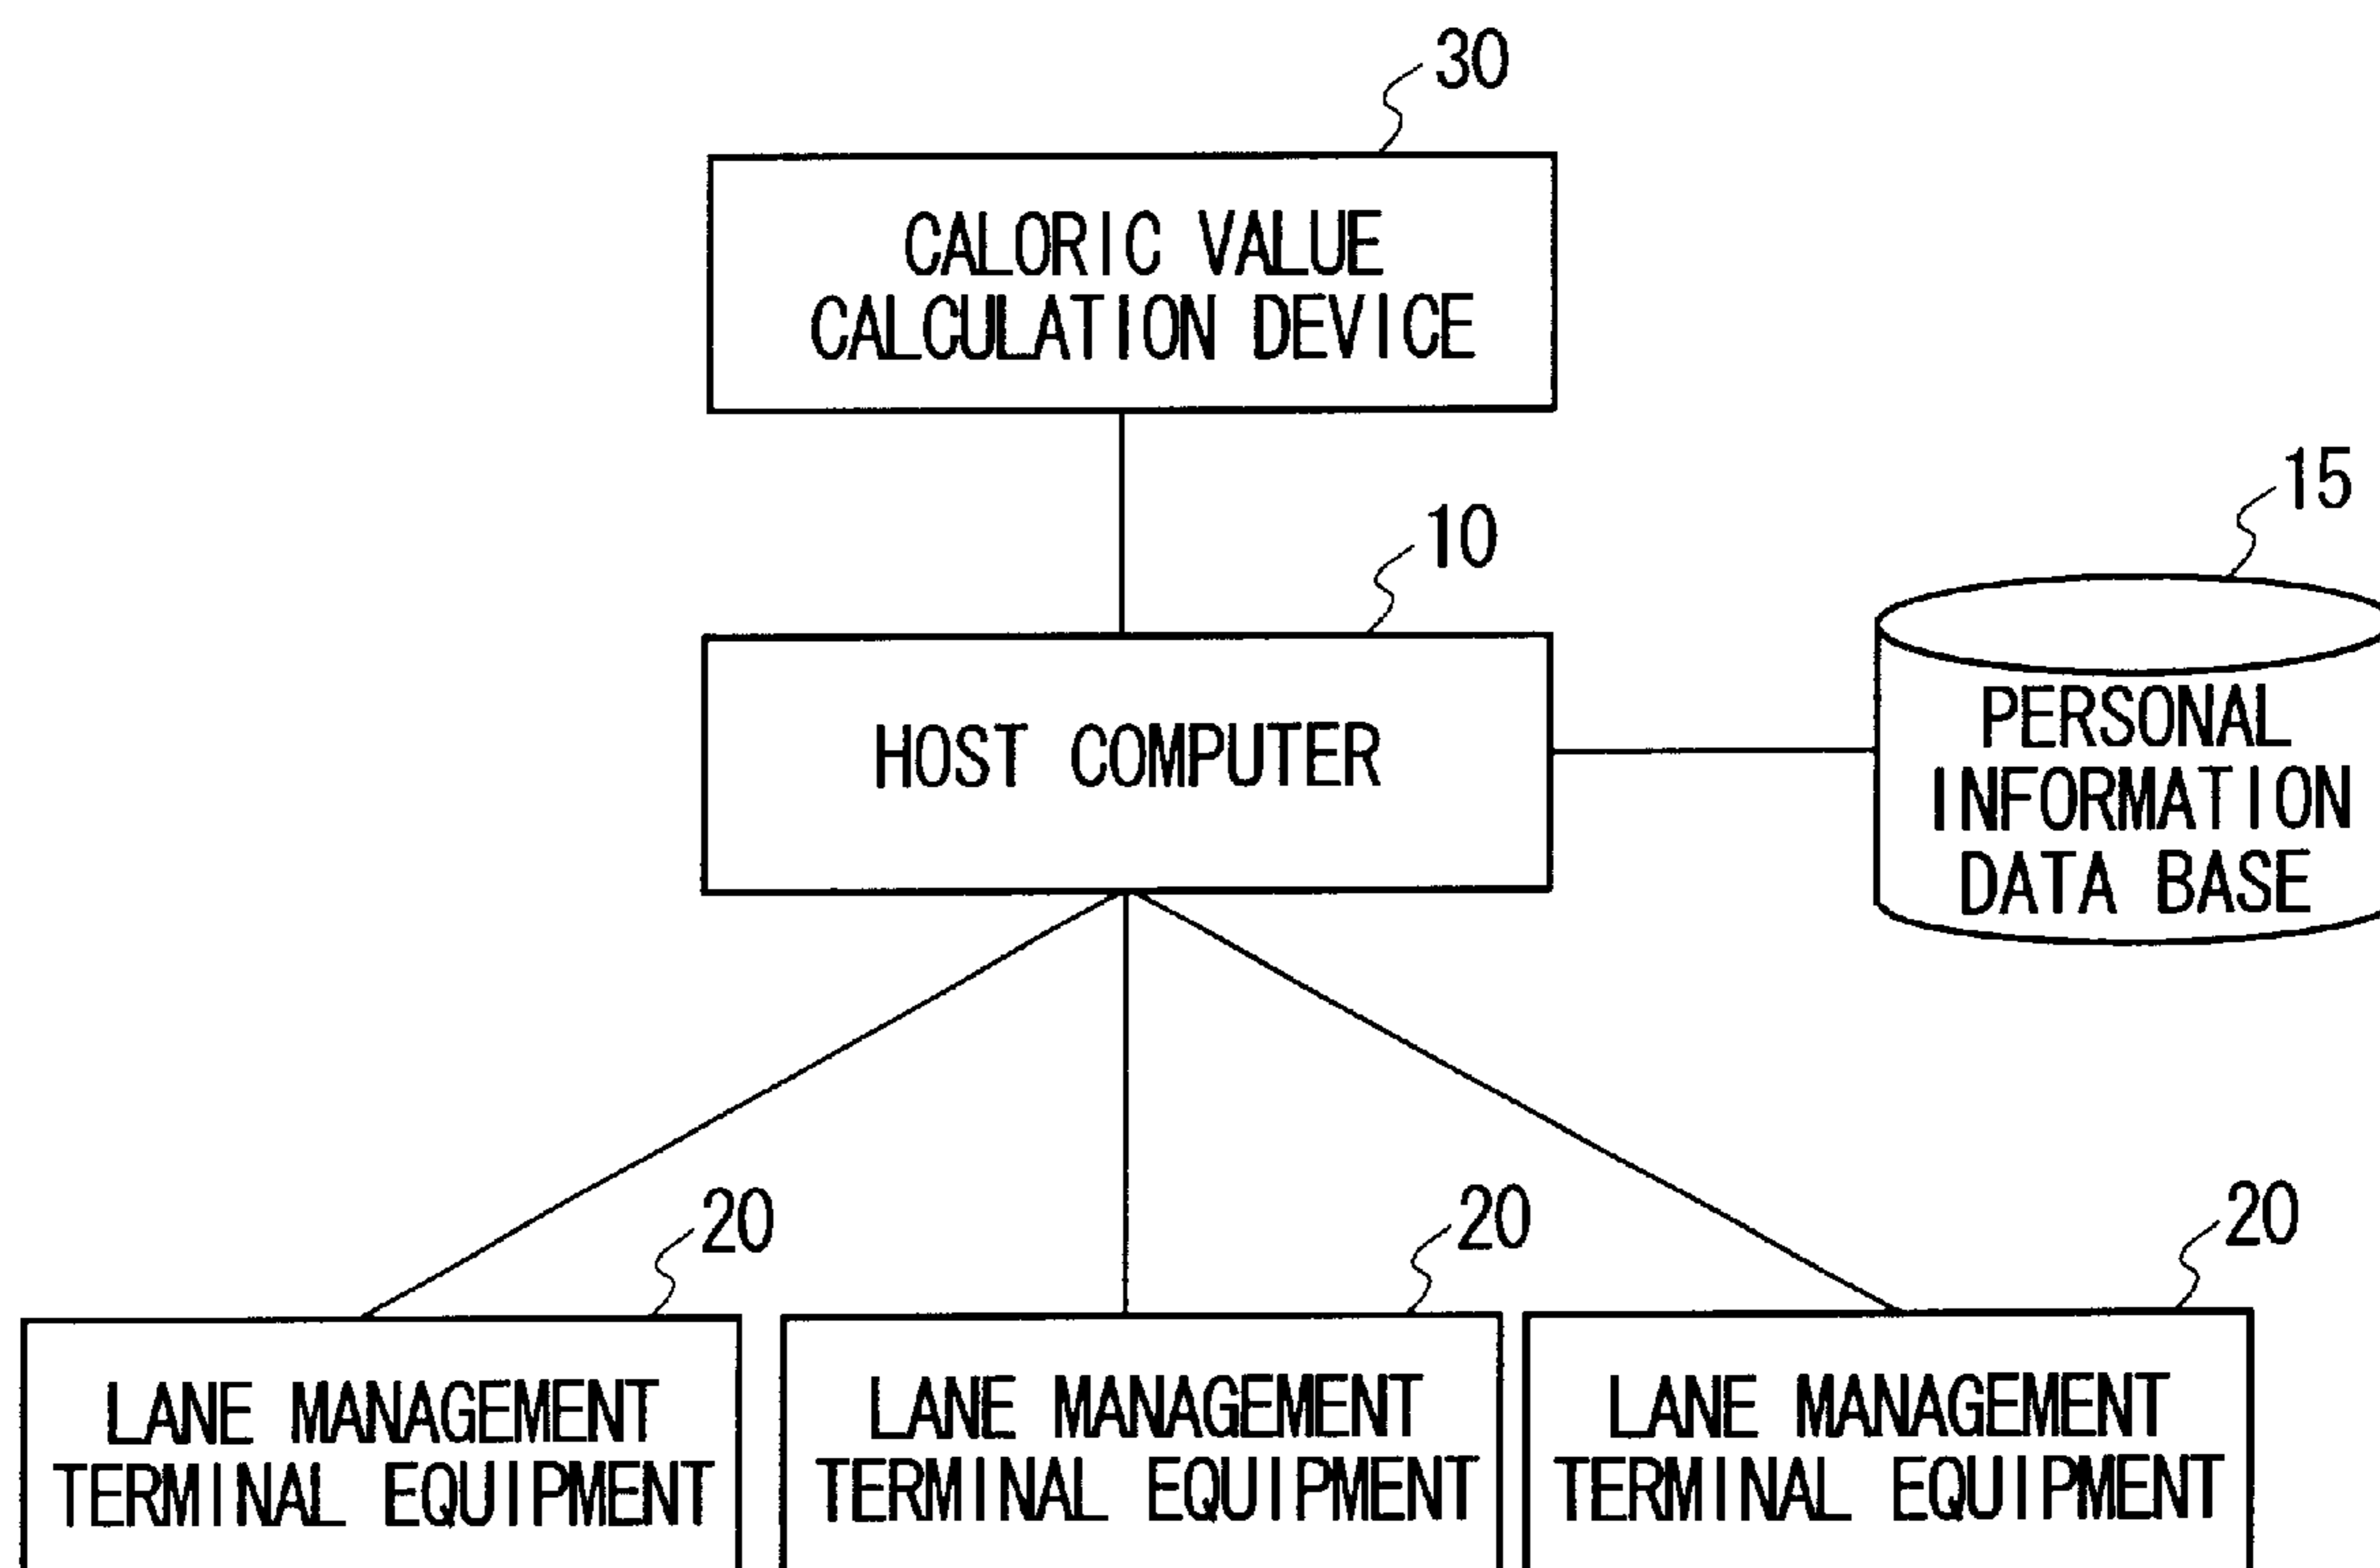 30
CALORIC VALUE
CALCULATION DEVICE
10
15
HOST COMPUTER
PERSONAL
INFORMATION
DATA BASE
20
20
20
LANE MANAGEMENT
TERMINAL EQUIPMENT
LANE MANAGEMENT
TERMINAL EQUIPMENT
LANE MANAGEMENT
TERMINAL EQUIPMENT